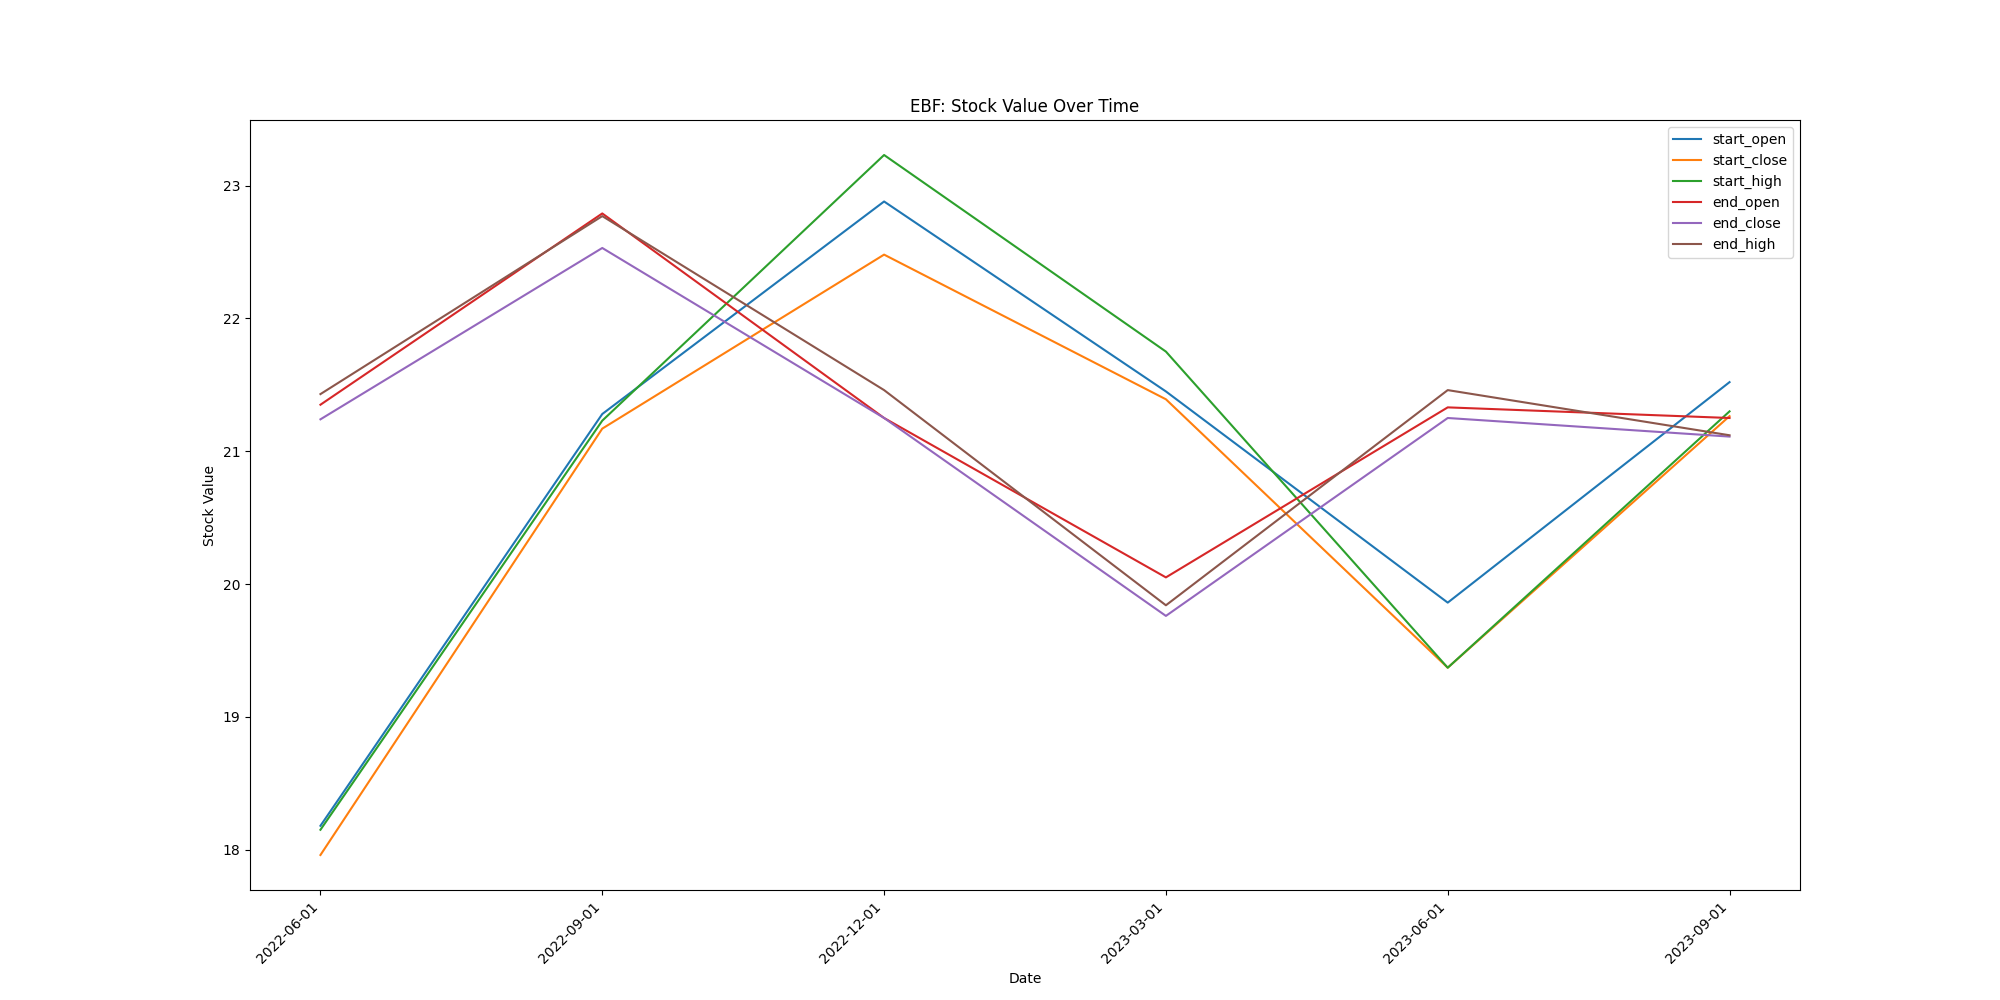 EBF: Stock Value Over Time
start_open
start_close
start_high
end_open
end_close
end_high
Stock Value
23
22
21
20
19
18
2022-06-01
2022-09-01
2022-12-01
2023-03-01
2023-06-01
2023-09-01
Date